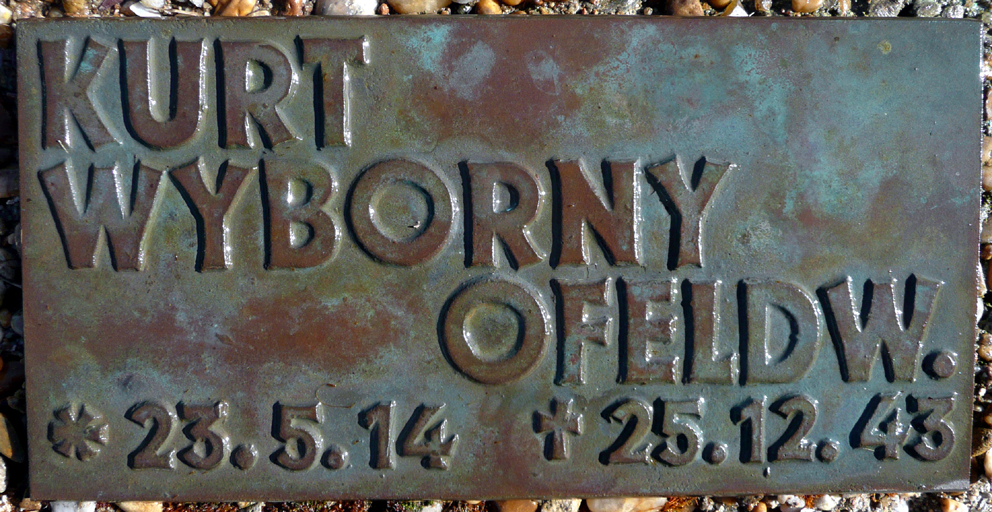 KURT
WYBORNY
OFELDW.
* 23.5.14 † 25.12.43